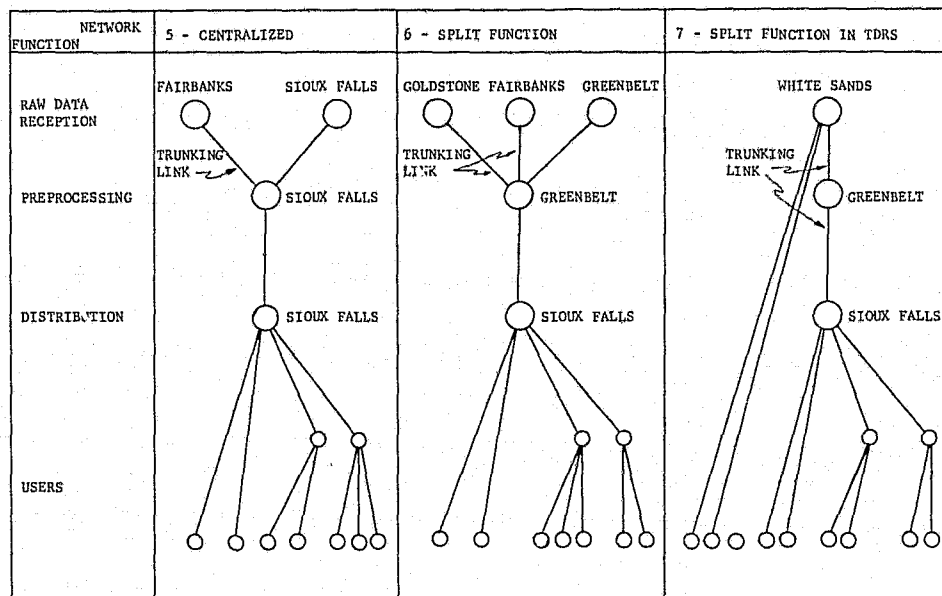 NETWORK
FUNCTION
5 - CENTRALIZED
6 - SPLIT FUNCTION
7 - SPLIT FUNCTION IN TDRS
RAW DATA
RECEPTION
FAIRBANKS
SIOUX FALLS
GOLDSTONE
FAIRBANKS
GREENBELT
WHITE SANDS
TRUNKING
LINK
TRUNKING
LINK
TRUNKING
LINK
PREPROCESSING
SIOUX FALLS
GREENBELT
GREENBELT
DISTRIBUTION
SIOUX FALLS
SIOUX FALLS
SIOUX FALLS
USERS